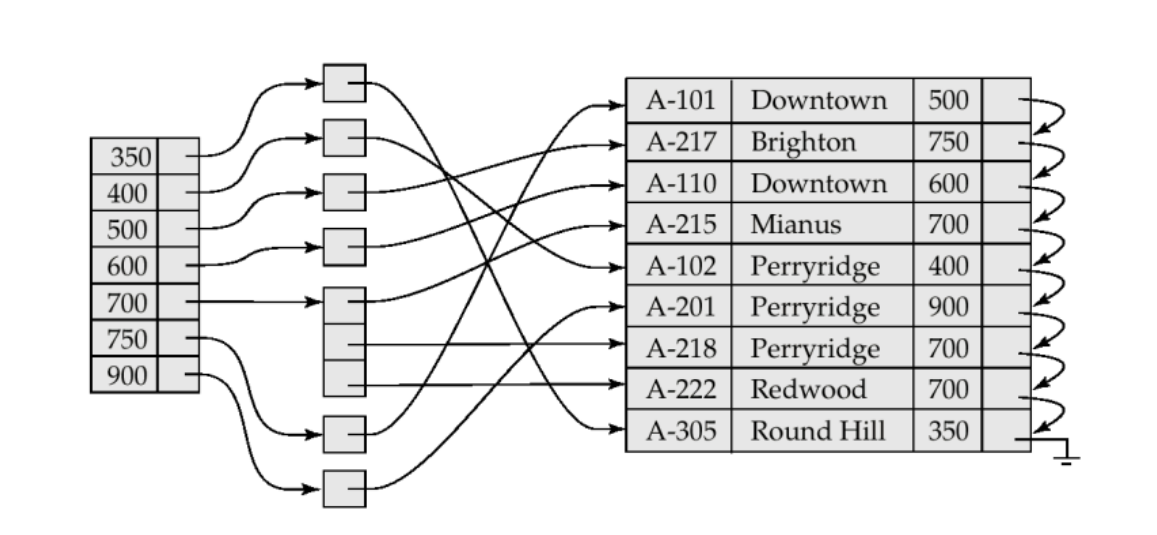 350
400
500
600
700
750
900
A-101 Downtown 500
A-217 Brighton 750
A-110 Downtown 600
A-215 Mianus 700
A-102 Perryridge 400
A-201 Perryridge 900
A-218 Perryridge 700
A-222 Redwood 700
A-305 Round Hill 350